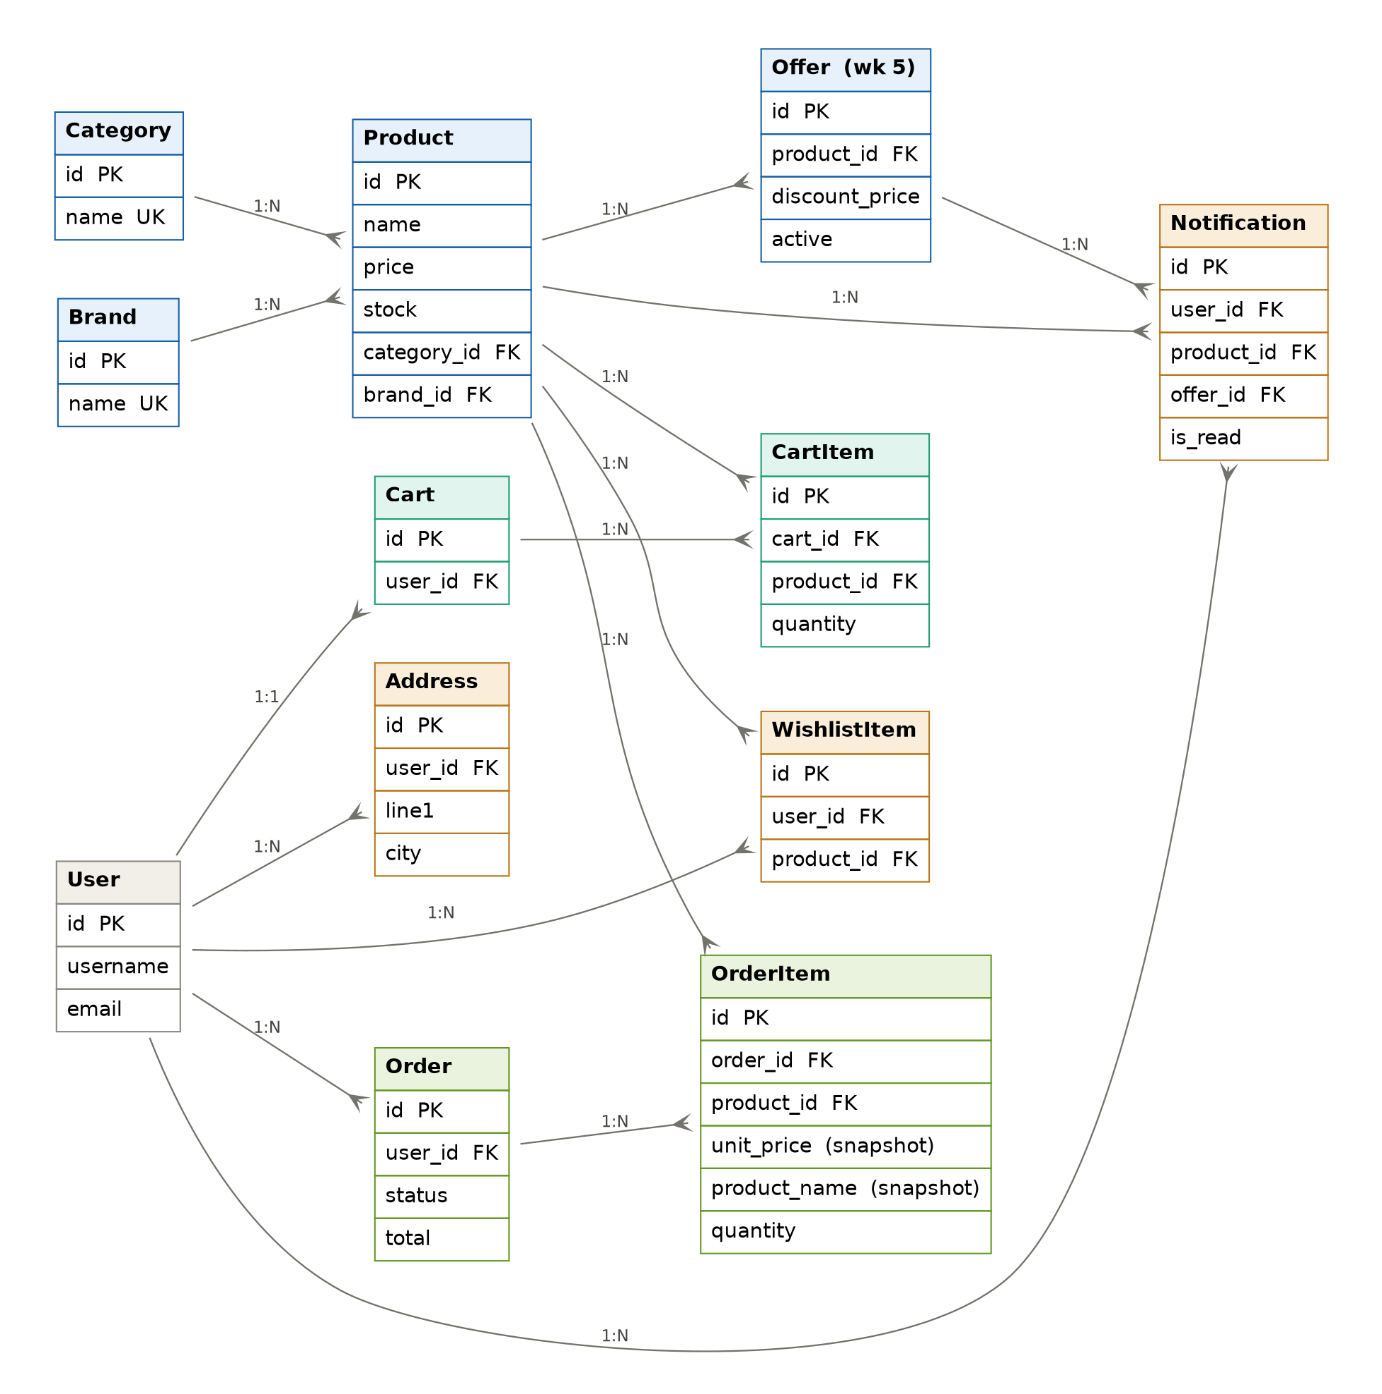 Category
id PK
name UK
Brand
id PK
name UK
Product
id PK
name
price
stock
category_id FK
brand_id FK
Offer (wk 5)
id PK
product_id FK
discount_price
active
Notification
id PK
user_id FK
product_id FK
offer_id FK
is_read
Cart
id PK
user_id FK
CartItem
id PK
cart_id FK
product_id FK
quantity
Address
id PK
user_id FK
line1
city
WishlistItem
id PK
user_id FK
product_id FK
User
id PK
username
email
Order
id PK
user_id FK
status
total
OrderItem
id PK
order_id FK
product_id FK
unit_price (snapshot)
product_name (snapshot)
quantity
1:N
1:N
1:N
1:N
1:N
1:N
1:N
1:N
1:N
1:1
1:N
1:N
1:N
1:N
1:N